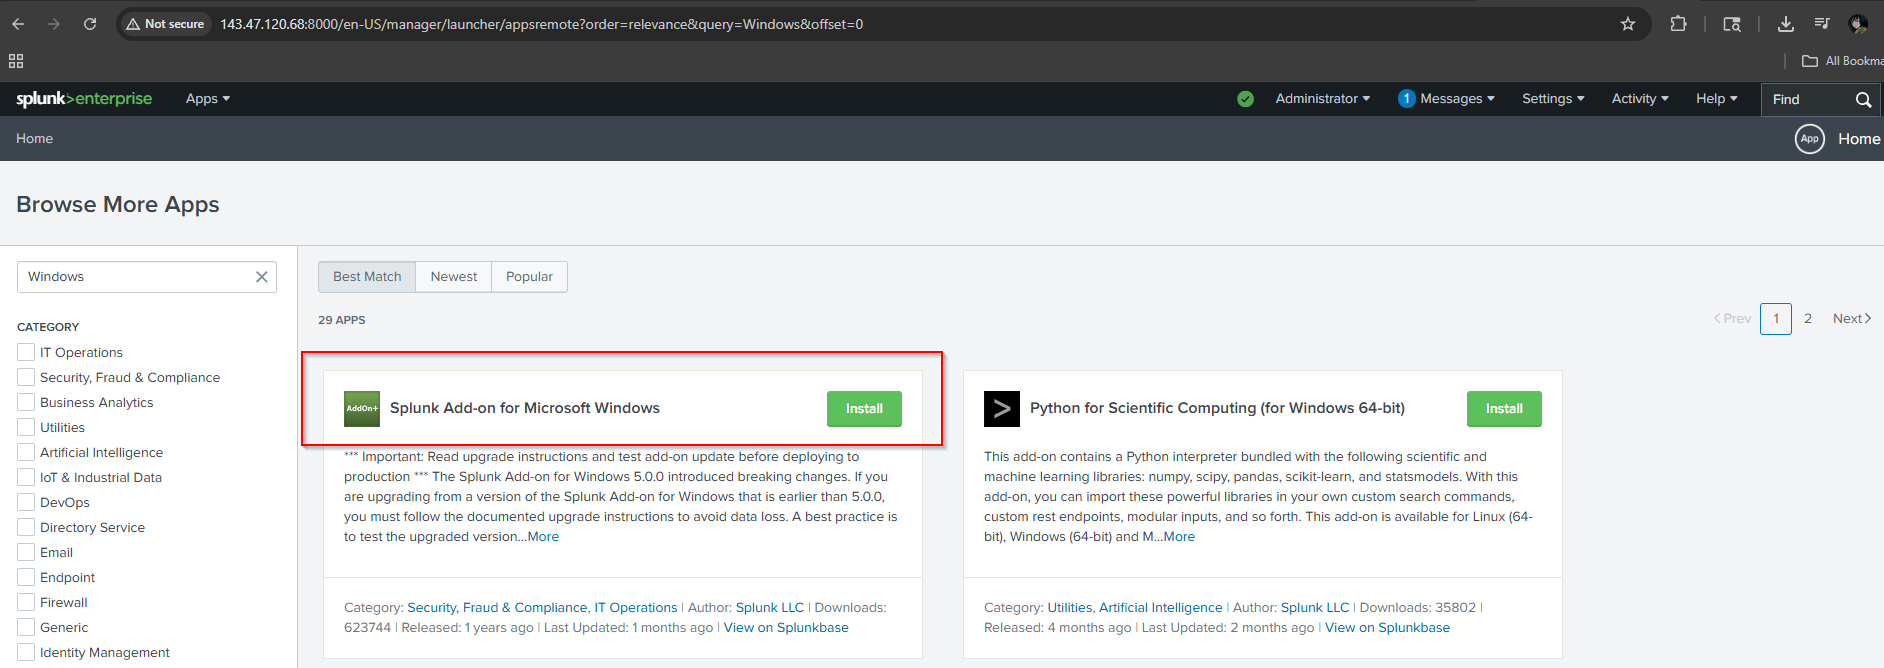 Not secure 143.47.120.68:8000/en-US/manager/launcher/appsremote?order=relevance&query=Windows&offset=0
All Bookma
splunk>enterprise Apps Administrator 1 Messages Settings Activity Help Find
Home App Home
Browse More Apps
Windows
Best Match Newest Popular
29 APPS
Prev 1 2 Next
CATEGORY
IT Operations
Security, Fraud & Compliance
Business Analytics
Utilities
Artificial Intelligence
IoT & Industrial Data
DevOps
Directory Service
Email
Endpoint
Firewall
Generic
Identity Management
AddOn+ Splunk Add-on for Microsoft Windows Install
*** Important: Read upgrade instructions and test add-on update before deploying to
production *** The Splunk Add-on for Windows 5.0.0 introduced breaking changes. If you
are upgrading from a version of the Splunk Add-on for Windows that is earlier than 5.0.0,
you must follow the documented upgrade instructions to avoid data loss. A best practice is
to test the upgraded version...More
Category: Security, Fraud & Compliance, IT Operations | Author: Splunk LLC | Downloads:
623744 | Released: 1 years ago | Last Updated: 1 months ago | View on Splunkbase
> Python for Scientific Computing (for Windows 64-bit) Install
This add-on contains a Python interpreter bundled with the following scientific and
machine learning libraries: numpy, scipy, pandas, scikit-learn, and statsmodels. With this
add-on, you can import these powerful libraries in your own custom search commands,
custom rest endpoints, modular inputs, and so forth. This add-on is available for Linux (64-
bit), Windows (64-bit) and M...More
Category: Utilities, Artificial Intelligence | Author: Splunk LLC | Downloads: 35802 |
Released: 4 months ago | Last Updated: 2 months ago | View on Splunkbase